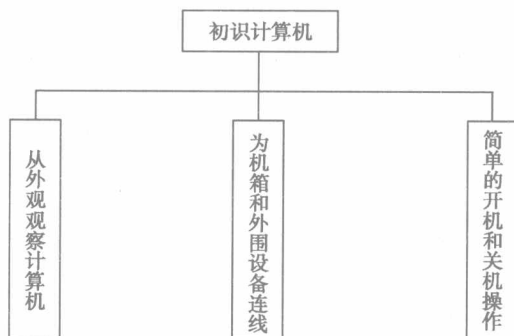 初识计算机
从外观观察计算机
为机箱和外围设备连线
简单的开机和关机操作